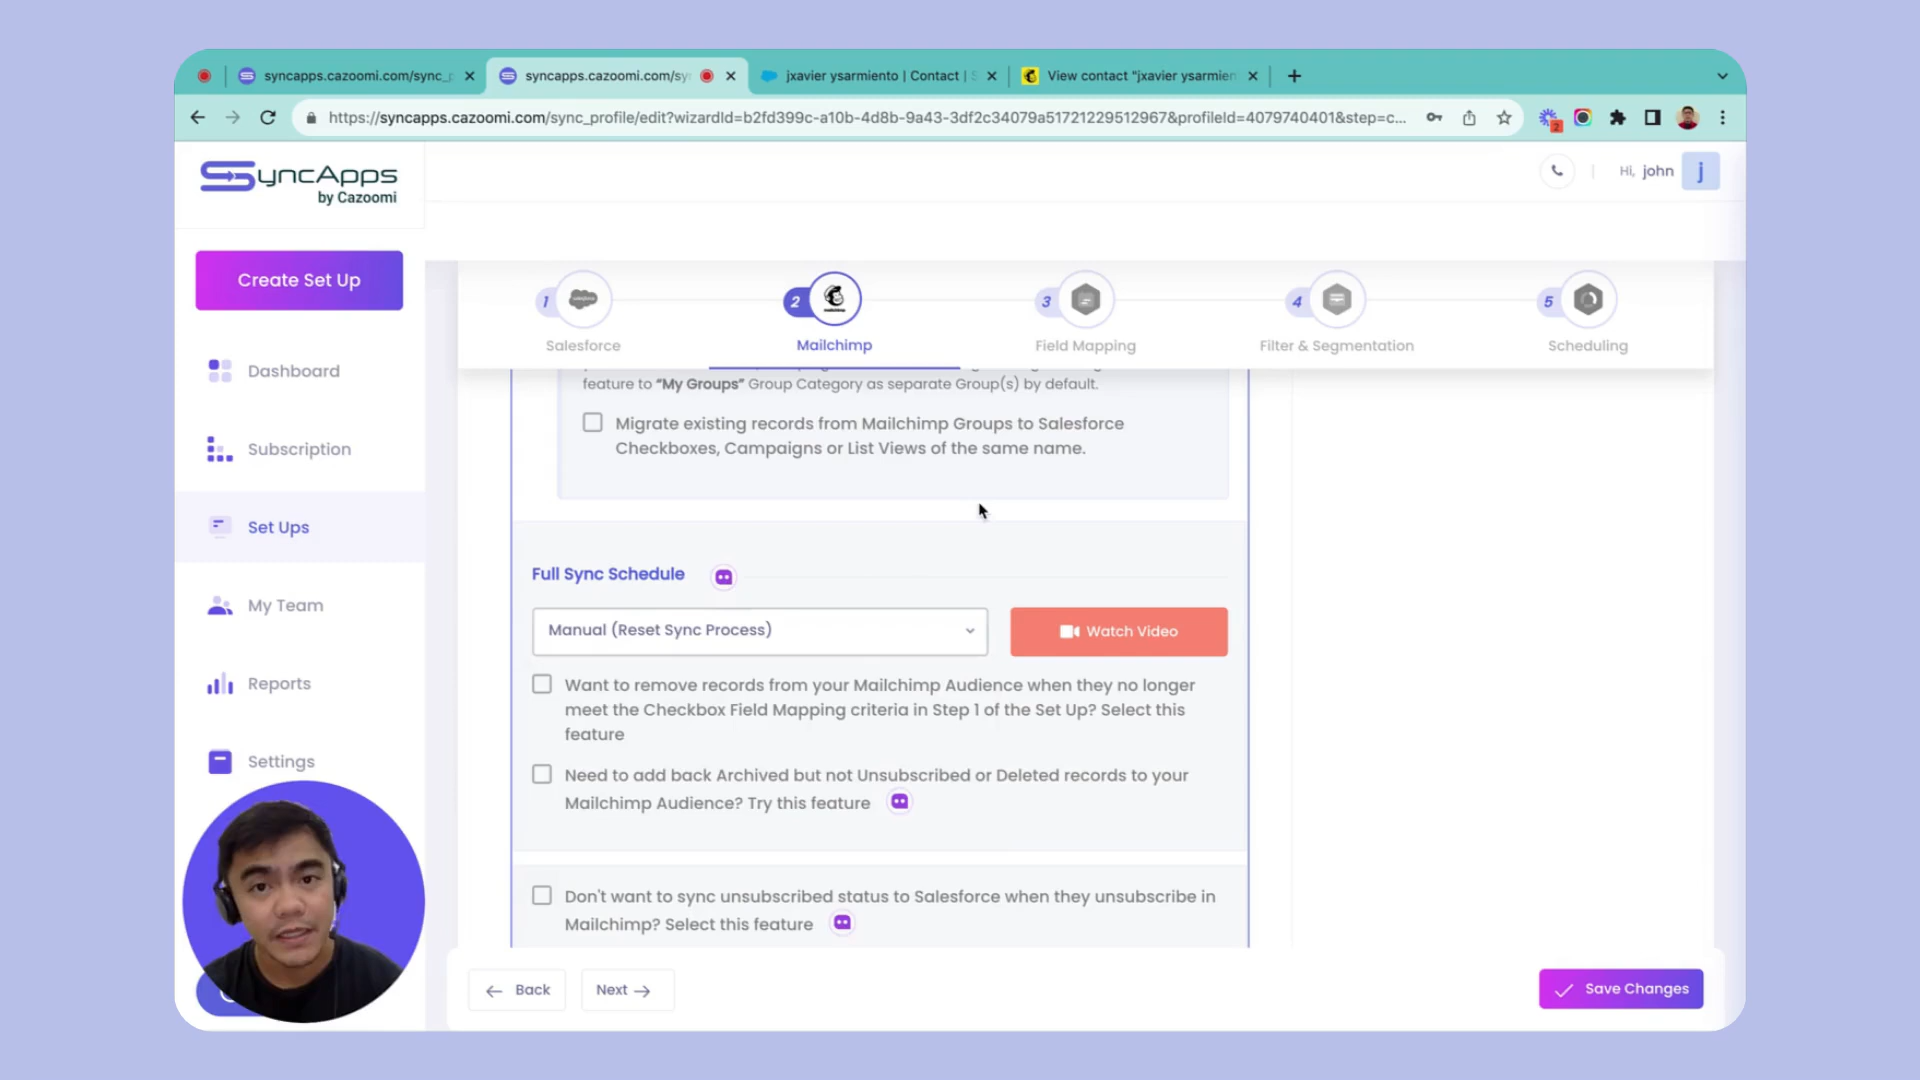 syncapps.cazoomi.com/sync_p
syncapps.cazoomi.com/syn
jxavier ysarmiento | Contact | S
View contact "jxavier ysarmien
https://syncapps.cazoomi.com/sync_profile/edit?wizardId=b2fd399c-a10b-4d8b-9a43-3df2c34079a51721229512967&profileId=4079740401&step=c...
2
SyncApps
by Cazoomi
Hi, john
j
Create Set Up
Dashboard
Subscription
Set Ups
My Team
Reports
Settings
1
salesforce
Salesforce
2
mailchimp
Mailchimp
3
Field Mapping
4
Filter & Segmentation
5
Scheduling
feature to "My Groups" Group Category as separate Group(s) by default.
Migrate existing records from Mailchimp Groups to Salesforce
Checkboxes, Campaigns or List Views of the same name.
Full Sync Schedule
Manual (Reset Sync Process)
Watch Video
Want to remove records from your Mailchimp Audience when they no longer
meet the Checkbox Field Mapping criteria in Step 1 of the Set Up? Select this
feature
Need to add back Archived but not Unsubscribed or Deleted records to your
Mailchimp Audience? Try this feature
Don't want to sync unsubscribed status to Salesforce when they unsubscribe in
Mailchimp? Select this feature
Back
Next
Save Changes